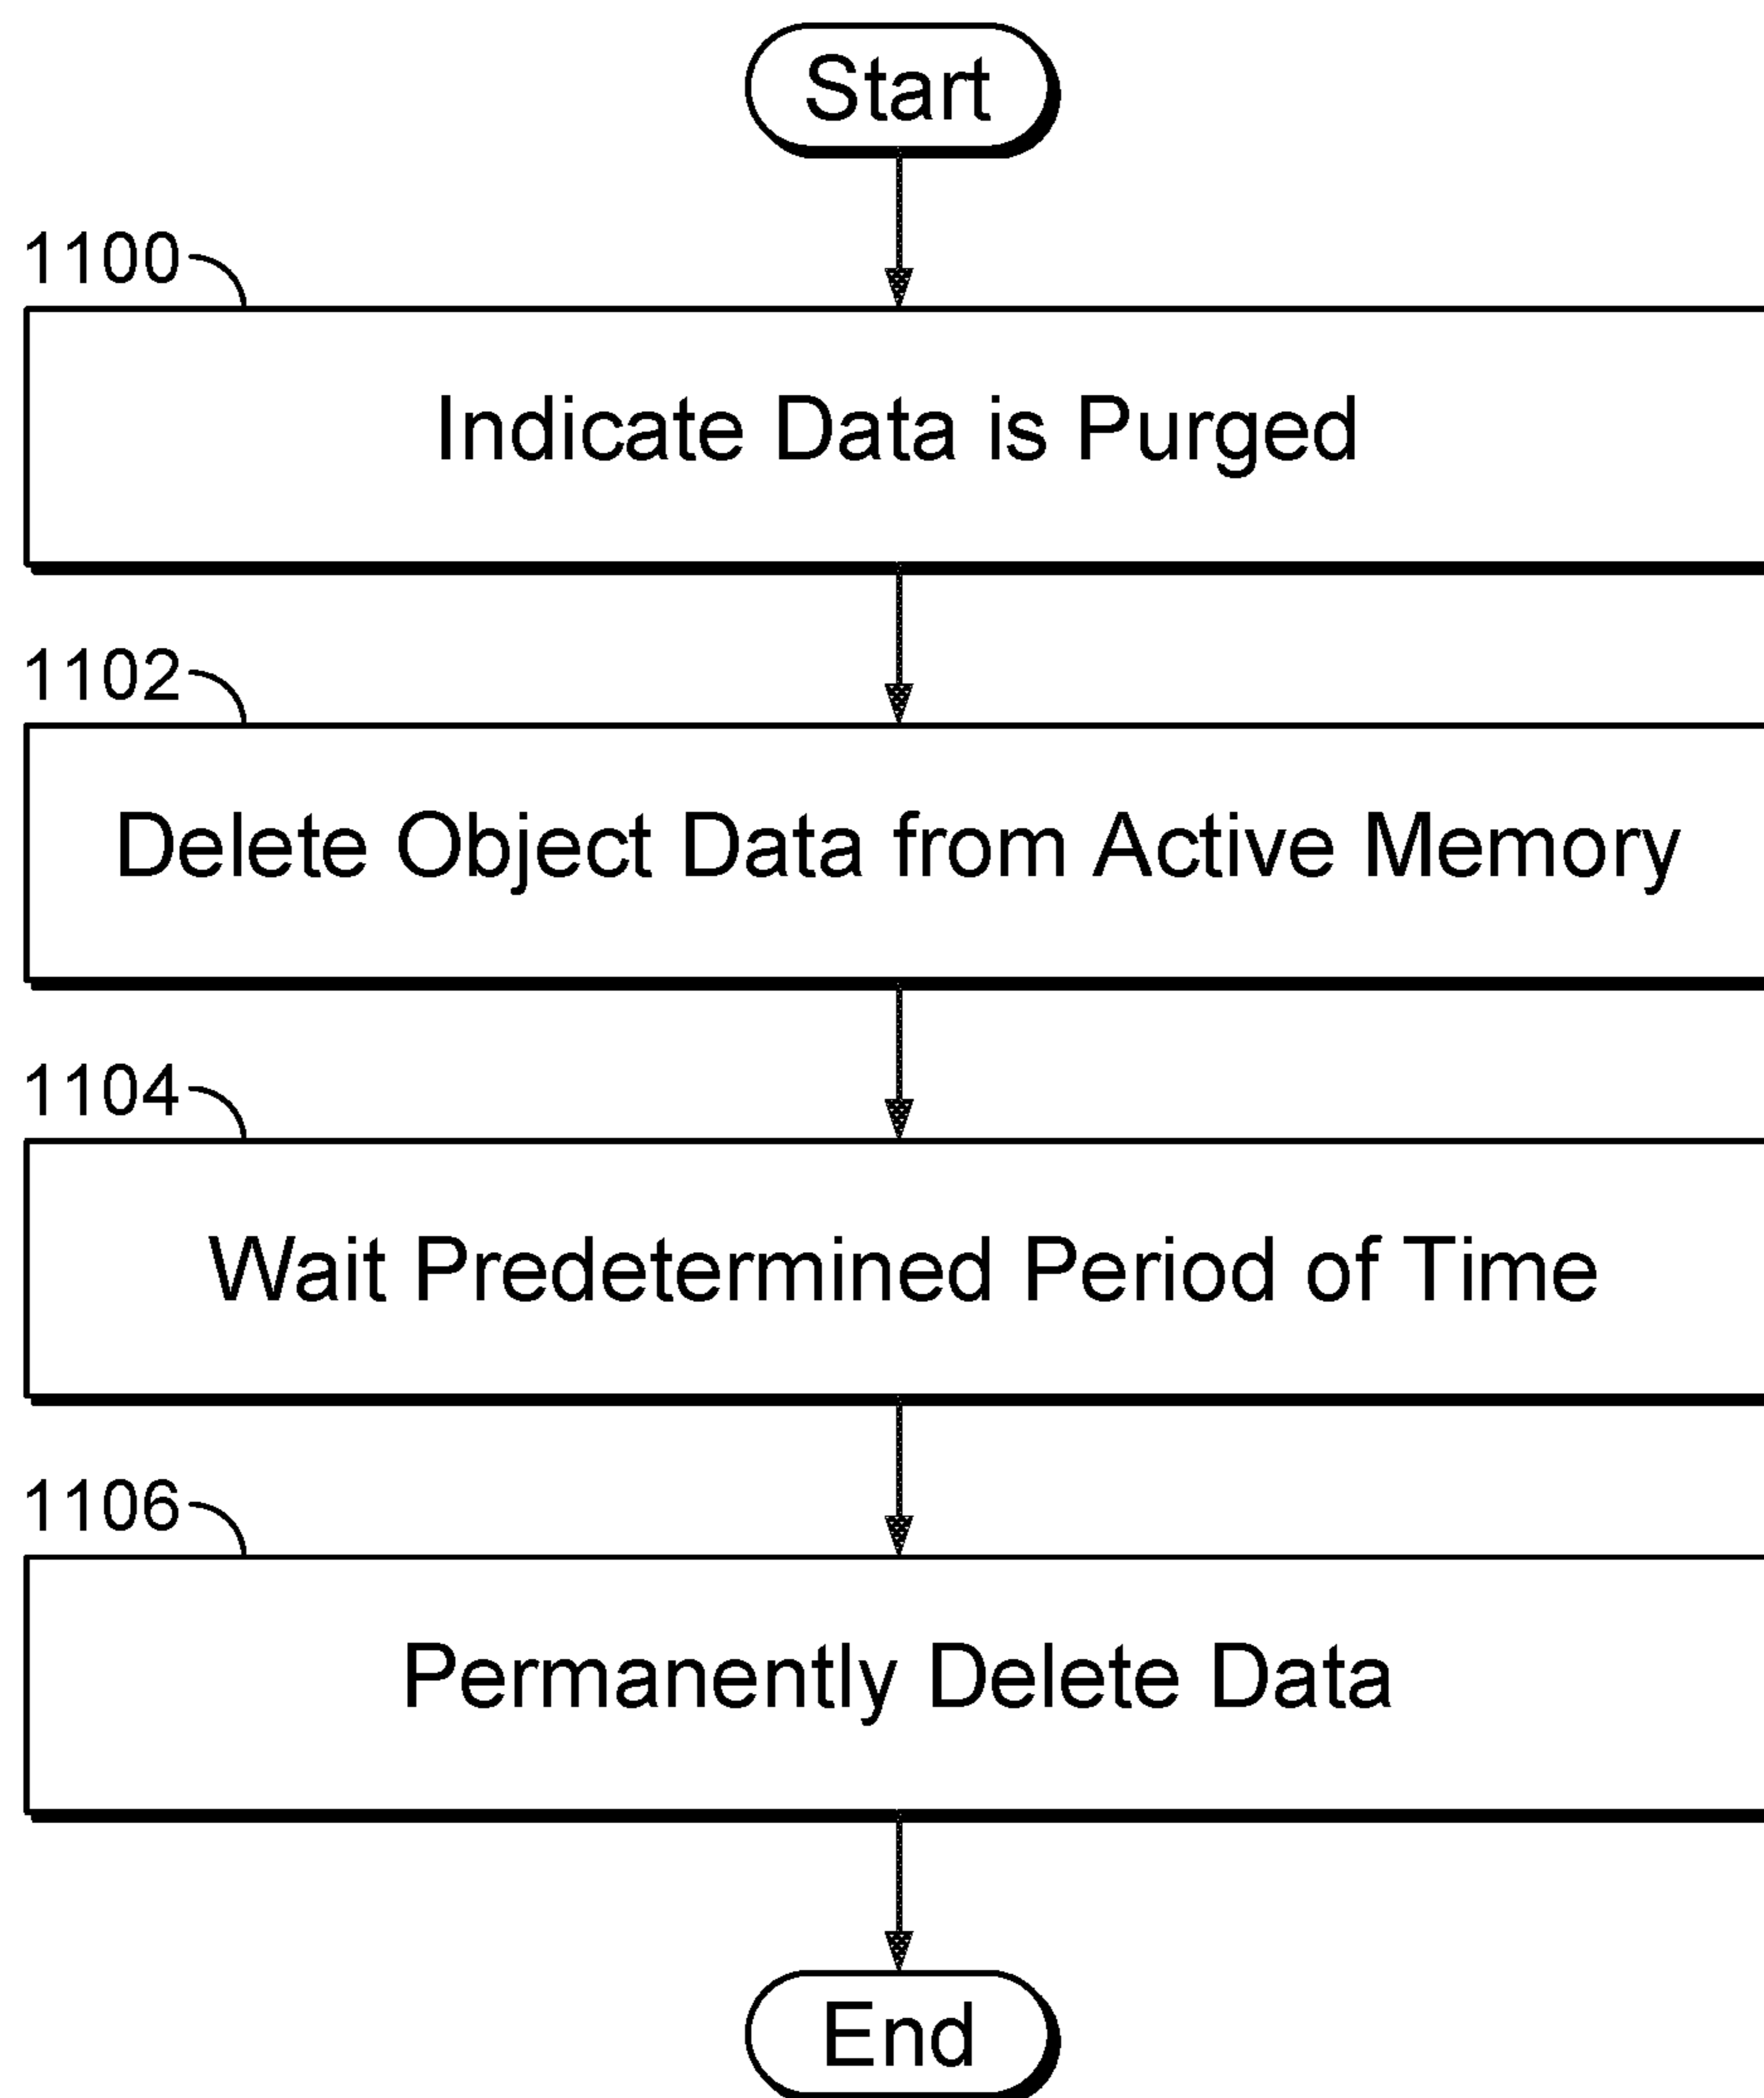 Start
1100
Indicate Data is Purged
1102
Delete Object Data from Active Memory
1104
Wait Predetermined Period of Time
1106
Permanently Delete Data
End